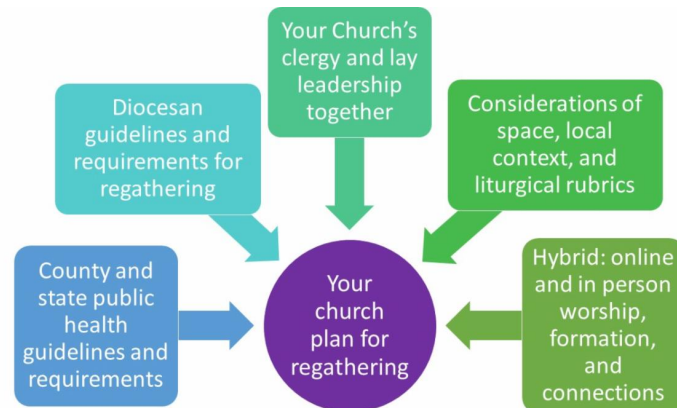 Your Church's
clergy and lay
leadership
together
Diocesan
guidelines and
requirements for
regathering
Considerations of
space, local
context, and
liturgical rubrics
County and
state public
health
guidelines and
requirements
Your
church
plan for
regathering
Hybrid: online
and in person
worship,
formation,
and
connections